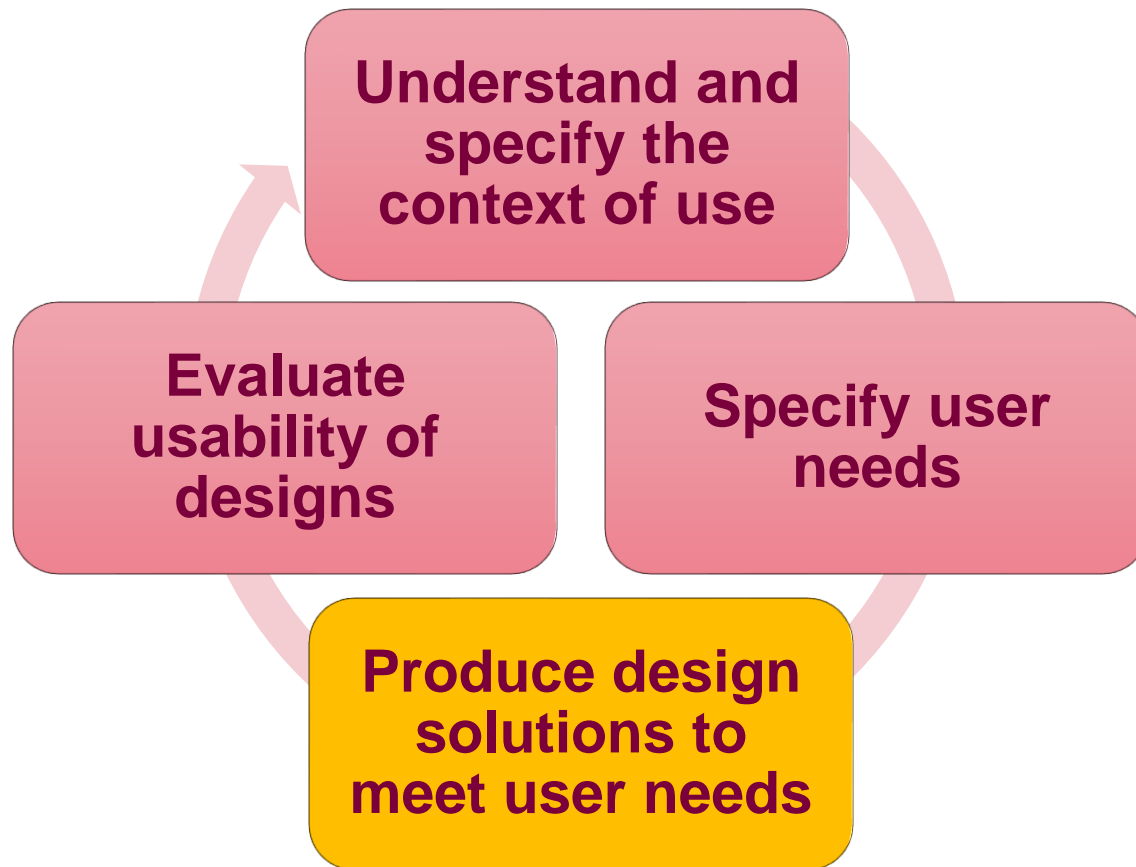 Understand and
specify the
context of use
Specify user
needs
Produce design
solutions to
meet user needs
Evaluate
usability of
designs